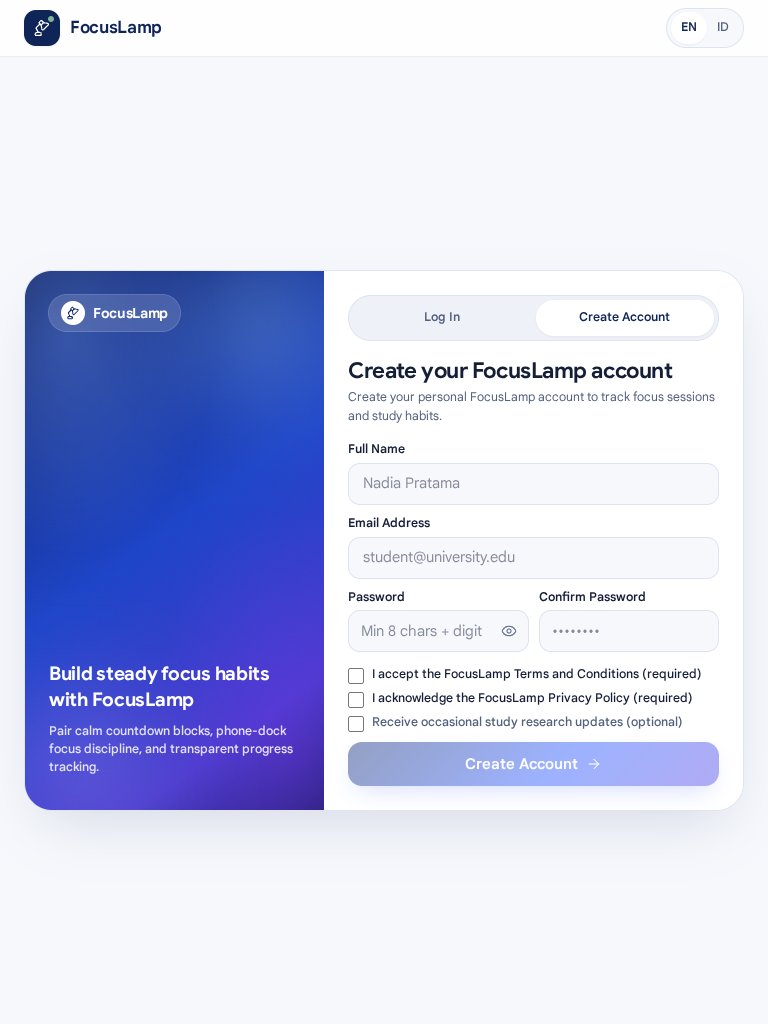 FocusLamp
EN ID
FocusLamp
Build steady focus habits
with FocusLamp
Pair calm countdown blocks, phone-dock
focus discipline, and transparent progress
tracking.
Log In Create Account
Create your FocusLamp account
Create your personal FocusLamp account to track focus sessions
and study habits.
Full Name
Nadia Pratama
Email Address
student@university.edu
Password Confirm Password
Min 8 chars + digit ••••••••
I accept the FocusLamp Terms and Conditions (required)
I acknowledge the FocusLamp Privacy Policy (required)
Receive occasional study research updates (optional)
Create Account →